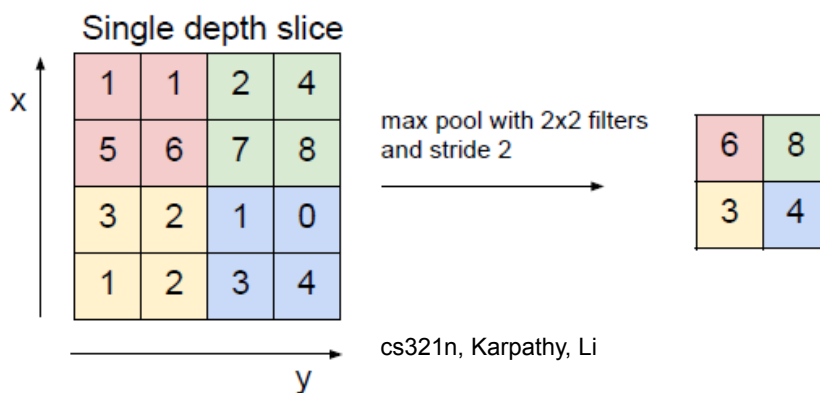 Single depth slice
x
1 1 2 4
5 6 7 8
3 2 1 0
1 2 3 4
y
max pool with 2x2 filters
and stride 2
6 8
3 4
cs321n, Karpathy, Li